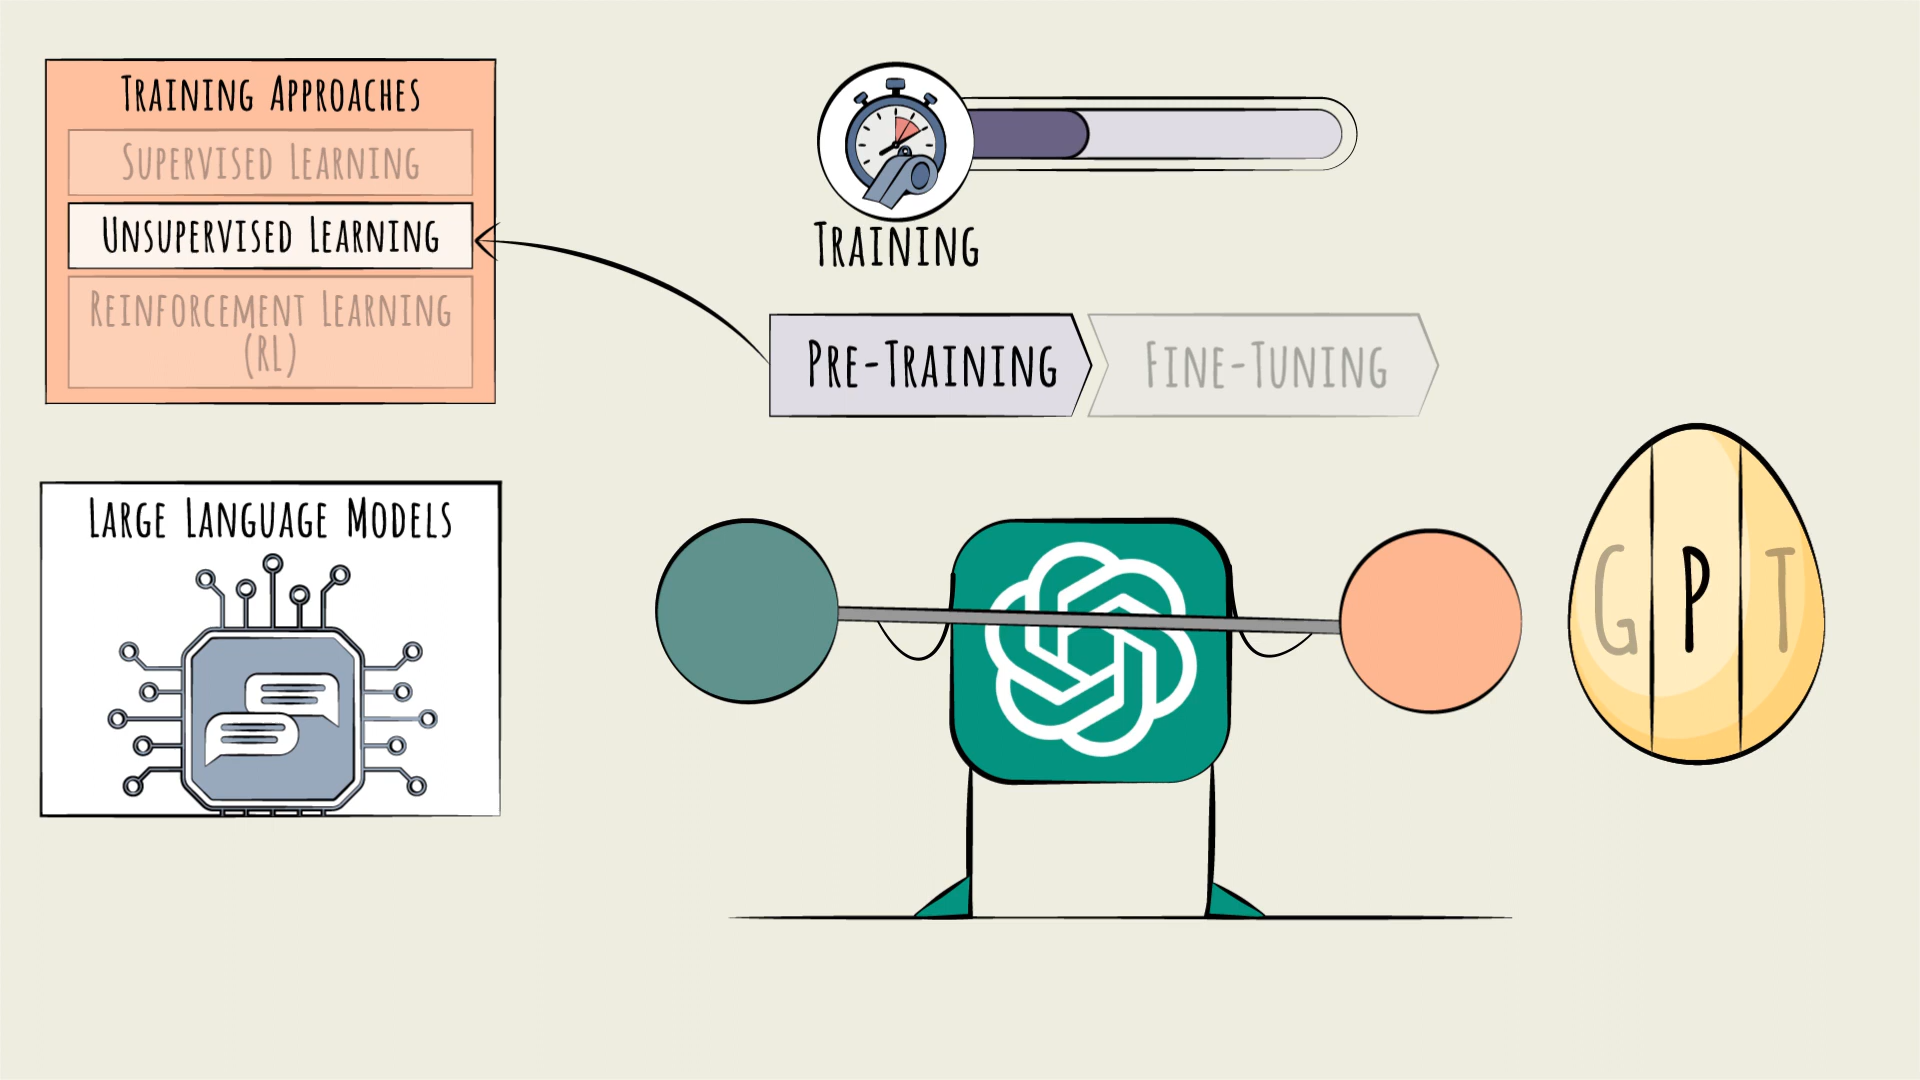 Training Approaches
Supervised Learning
Unsupervised Learning
Reinforcement Learning
(RL)
Training
Pre-Training
Fine-Tuning
Large Language Models
G P T